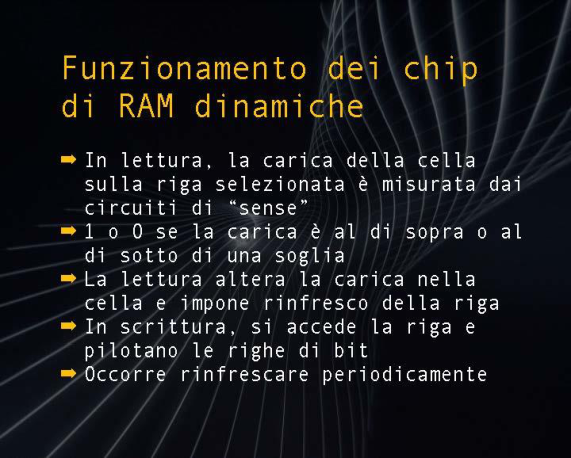 Funzionamento dei chip
di RAM dinamiche
In lettura, la carica della cella
sulla riga selezionata è misurata dai
circuiti di “sense”
1 o 0 se la carica è al di sopra o al
di sotto di una soglia
La lettura altera la carica nella
cella e impone rinfresco della riga
In scrittura, si accede la riga e
pilotano le righe di bit
Occorre rinfrescare periodicamente